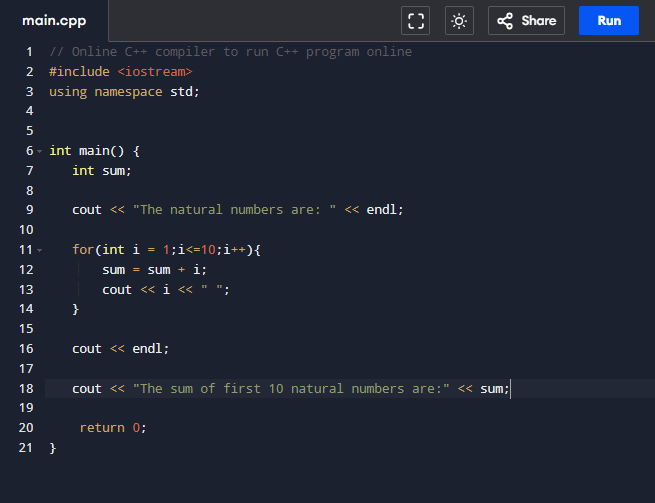 main.cpp
Share
Run
1 // Online C++ compiler to run C++ program online
2 #include <iostream>
3 using namespace std;
4
5
6 int main() {
7 int sum;
8
9 cout << "The natural numbers are: " << endl;
10
11 for(int i = 1;i<=10;i++){
12 sum = sum + i;
13 cout << i << " ";
14 }
15
16 cout << endl;
17
18 cout << "The sum of first 10 natural numbers are:" << sum;
19
20 return 0;
21 }